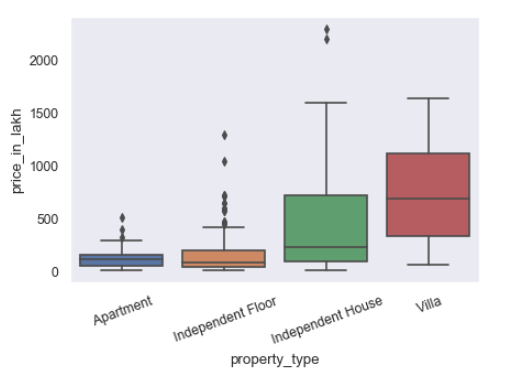 2000
1500
1000
500
0
price_in_lakh
Apartment
Independent Floor
Independent House
Villa
property_type